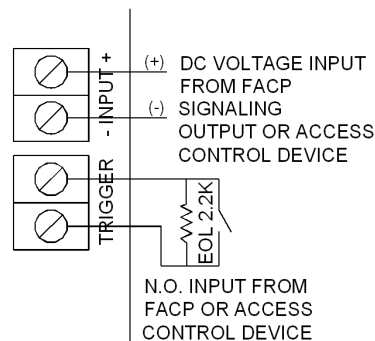 - INPUT +
(+) DC VOLTAGE INPUT
FROM FACP
(-) SIGNALING
OUTPUT OR ACCESS
CONTROL DEVICE
TRIGGER
EOL 2.2K
N.O. INPUT FROM
FACP OR ACCESS
CONTROL DEVICE